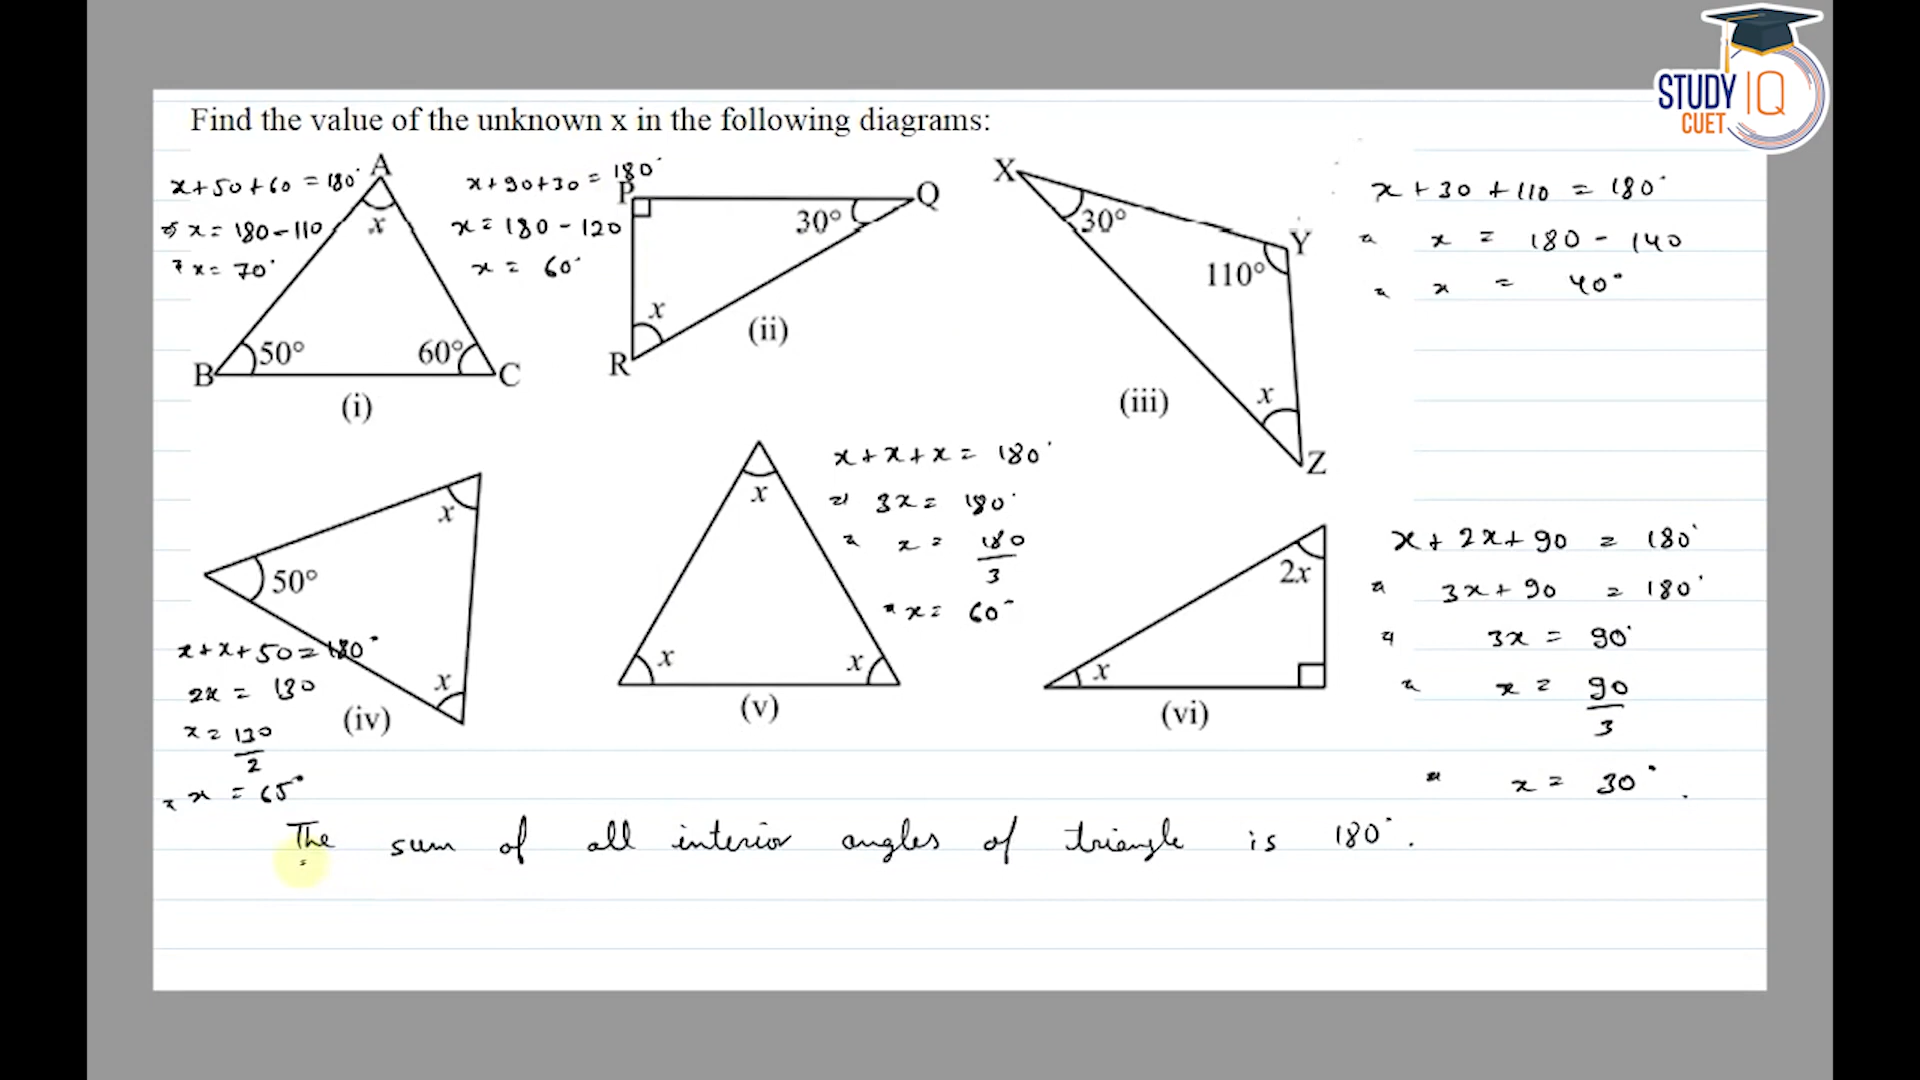 STUDY IQ
CUET
Find the value of the unknown x in the following diagrams:
x+50+60 = 180°
x = 180-110
x = 70°
A
x
B
50°
60°
C
(i)
x+90+30 = 180°
x = 180-120
x = 60°
P
Q
30°
x
R
(ii)
X
30°
Y
110°
x
Z
(iii)
x + 30 + 110 = 180°
x = 180 - 140
x = 40°
x
50°
x
(iv)
x+x+50 = 180°
2x = 130
x = 130/2
x = 65°
x
x
x
(v)
x+x+x = 180°
3x = 180°
x = 180/3
x = 60°
2x
x
(vi)
x + 2x + 90 = 180°
3x + 90 = 180°
3x = 90°
x = 90/3
x = 30°.
The sum of all interior angles of triangle is 180°.